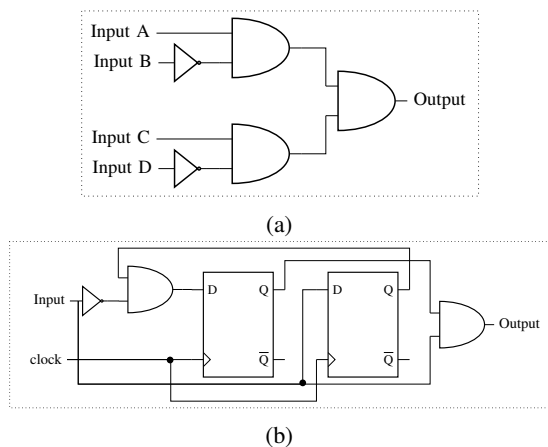 Input A
Input B
Output
Input C
Input D
(a)
D Q D Q
Input
Output
clock
Q Q
(b)